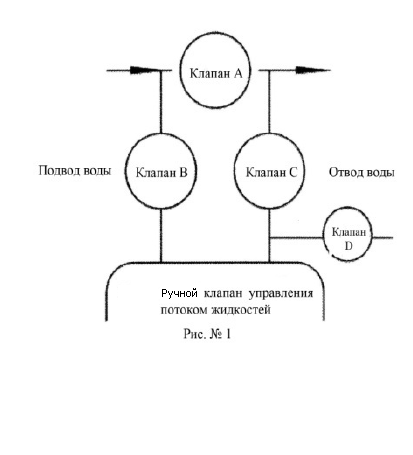 Клапан А
Подвод воды
Клапан В
Клапан С
Отвод воды
Клапан
D
Ручной клапан управления
потоком жидкостей
Рис. № 1